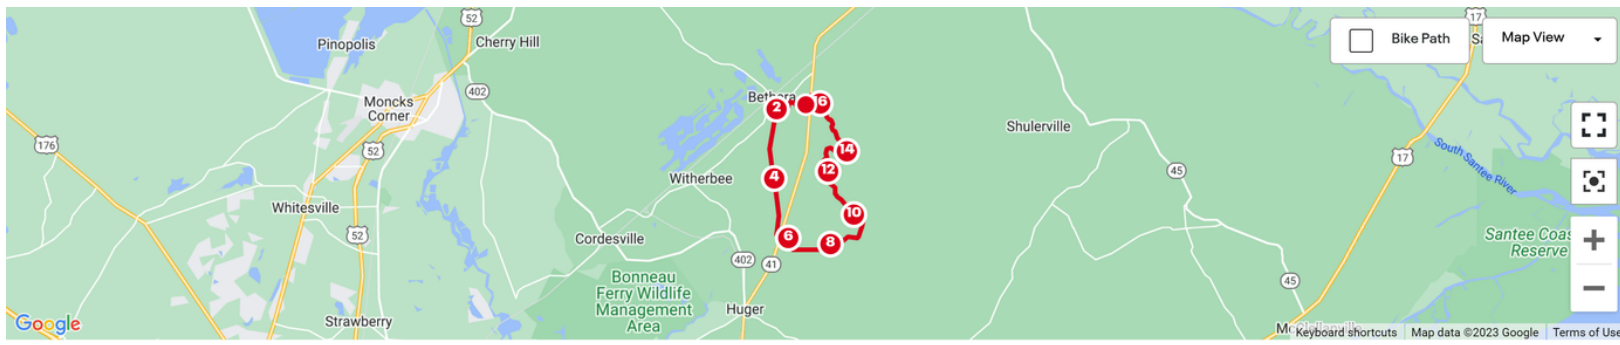 52
17
Pinopolis
Cherry Hill
Bike Path
Map View
402
Moncks
Corner
Bethera
2
16
176
52
14
Shulerville
17
12
45
South Santee River
Witherbee
4
Whitesville
10
52
6
8
Cordesville
Santee Coas
Reserve
402
41
Bonneau
Ferry Wildlife
Management
Area
45
Huger
Google
Strawberry
Keyboard shortcuts
Map data ©2023 Google
Terms of Use